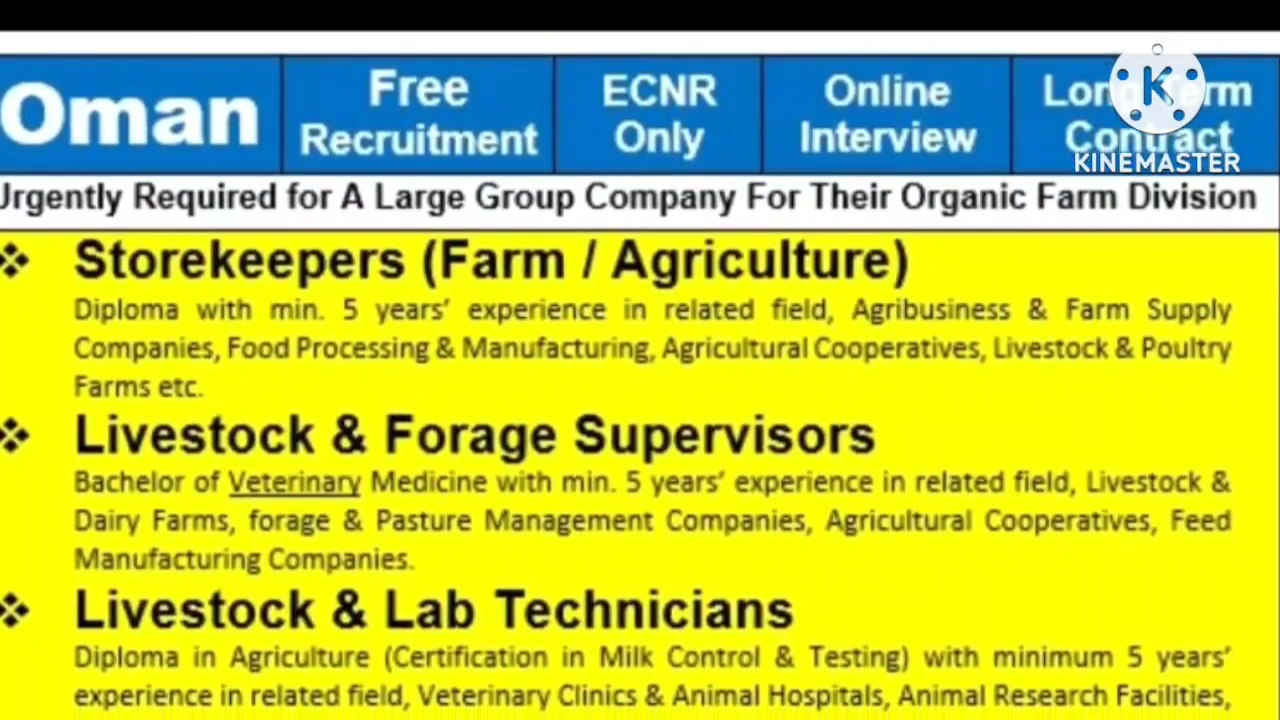 Oman
Free
Recruitment
ECNR
Only
Online
Interview
Long Term
Contract
K
KINEMASTER
Urgently Required for A Large Group Company For Their Organic Farm Division
❖ Storekeepers (Farm / Agriculture)
Diploma with min. 5 years’ experience in related field, Agribusiness & Farm Supply
Companies, Food Processing & Manufacturing, Agricultural Cooperatives, Livestock & Poultry
Farms etc.
❖ Livestock & Forage Supervisors
Bachelor of Veterinary Medicine with min. 5 years’ experience in related field, Livestock &
Dairy Farms, forage & Pasture Management Companies, Agricultural Cooperatives, Feed
Manufacturing Companies.
❖ Livestock & Lab Technicians
Diploma in Agriculture (Certification in Milk Control & Testing) with minimum 5 years’
experience in related field, Veterinary Clinics & Animal Hospitals, Animal Research Facilities,